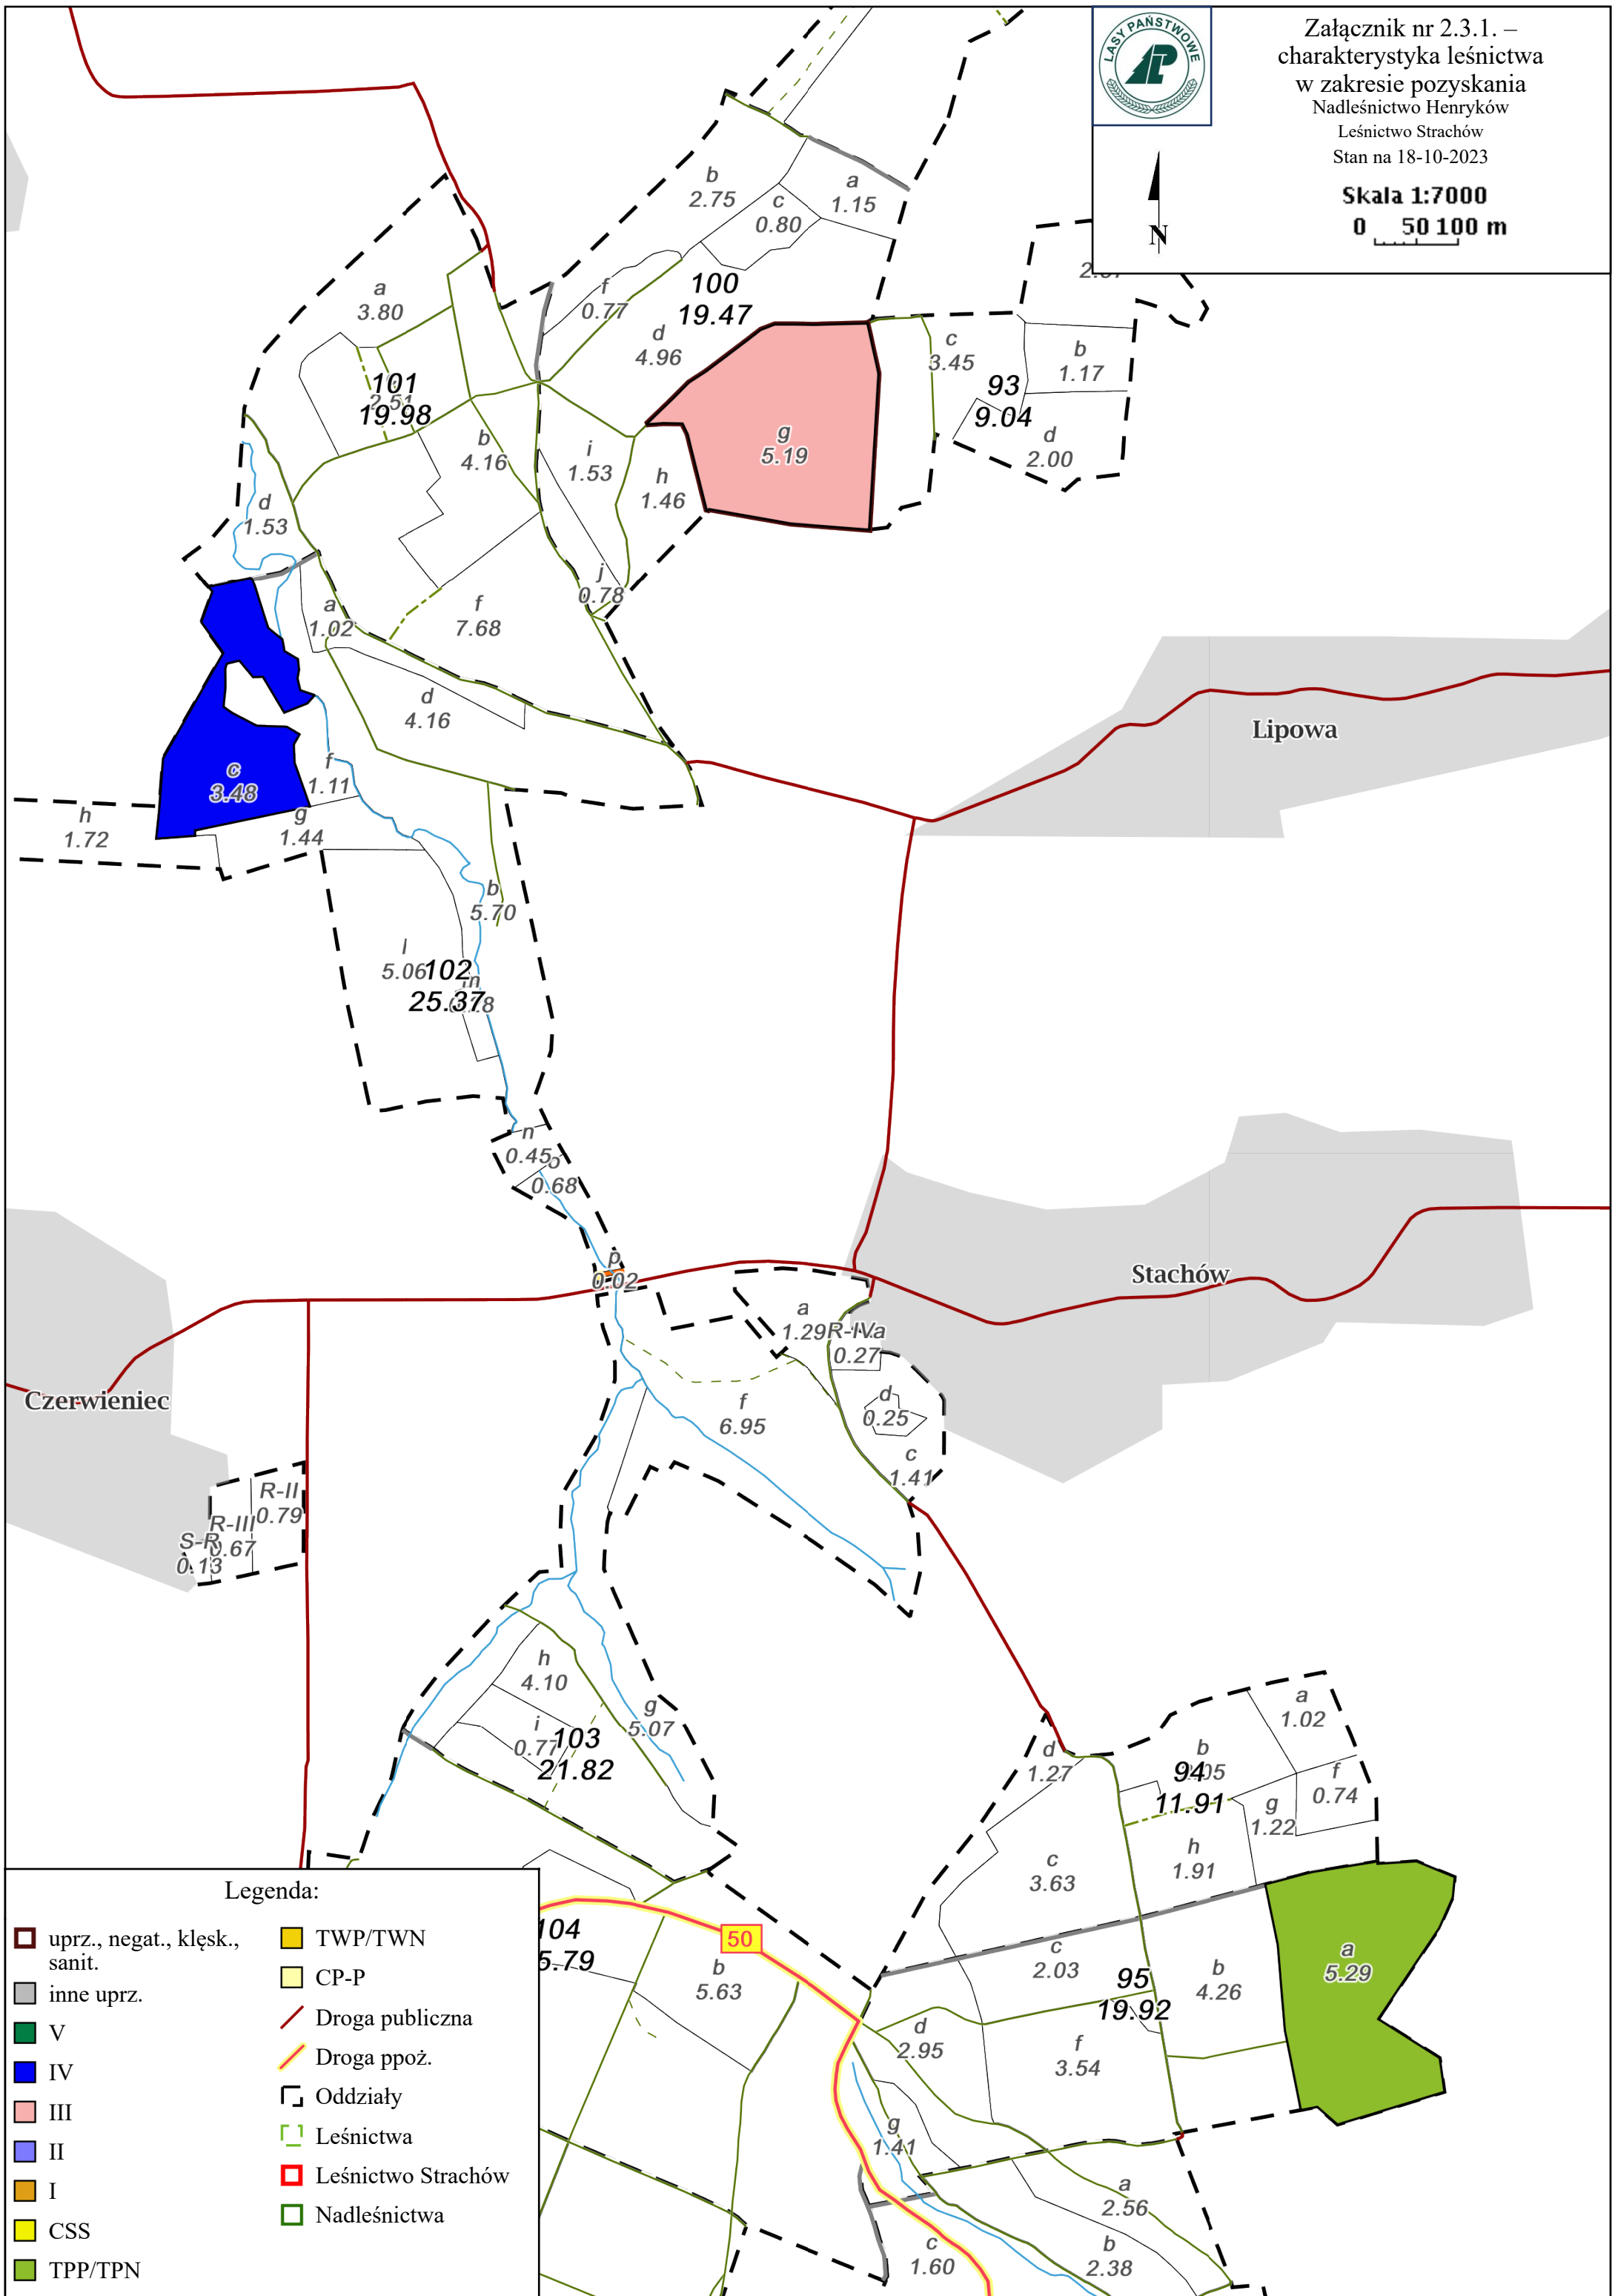 LASY PAŃSTWOWE
Załącznik nr 2.3.1. –
charakterystyka leśnictwa
w zakresie pozyskania
Nadleśnictwo Henryków
Leśnictwo Strachów
Stan na 18-10-2023
Skala 1:7000
0 50 100 m
N
b
2.75
a
1.15
c
0.80
100
19.47
f
0.77
d
4.96
a
3.80
101
19.98
2.51
b
4.16
i
1.53
h
1.46
g
5.19
c
3.45
b
1.17
93
9.04
d
2.00
d
1.53
j
0.78
a
1.02
f
7.68
d
4.16
Lipowa
c
3.48
f
1.11
g
1.44
h
1.72
b
5.70
l
5.06
102
25.37
m
n
0.45
o
0.68
p
0.02
Stachów
a
1.29
R-IVa
0.27
d
0.25
c
1.41
f
6.95
Czerwieniec
R-II
0.79
R-III
0.67
S-R
0.13
h
4.10
g
5.07
i
0.77
103
21.82
a
1.02
d
1.27
b
94
11.91
f
0.74
g
1.22
h
1.91
c
3.63
c
2.03
95
19.92
b
4.26
a
5.29
d
2.95
f
3.54
g
1.41
a
2.56
b
2.38
c
1.60
50
104
5.79
b
5.63
Legenda:
uprz., negat., klęsk.,
sanit.
inne uprz.
V
IV
III
II
I
CSS
TPP/TPN
TWP/TWN
CP-P
Droga publiczna
Droga ppoż.
Oddziały
Leśnictwa
Leśnictwo Strachów
Nadleśnictwa